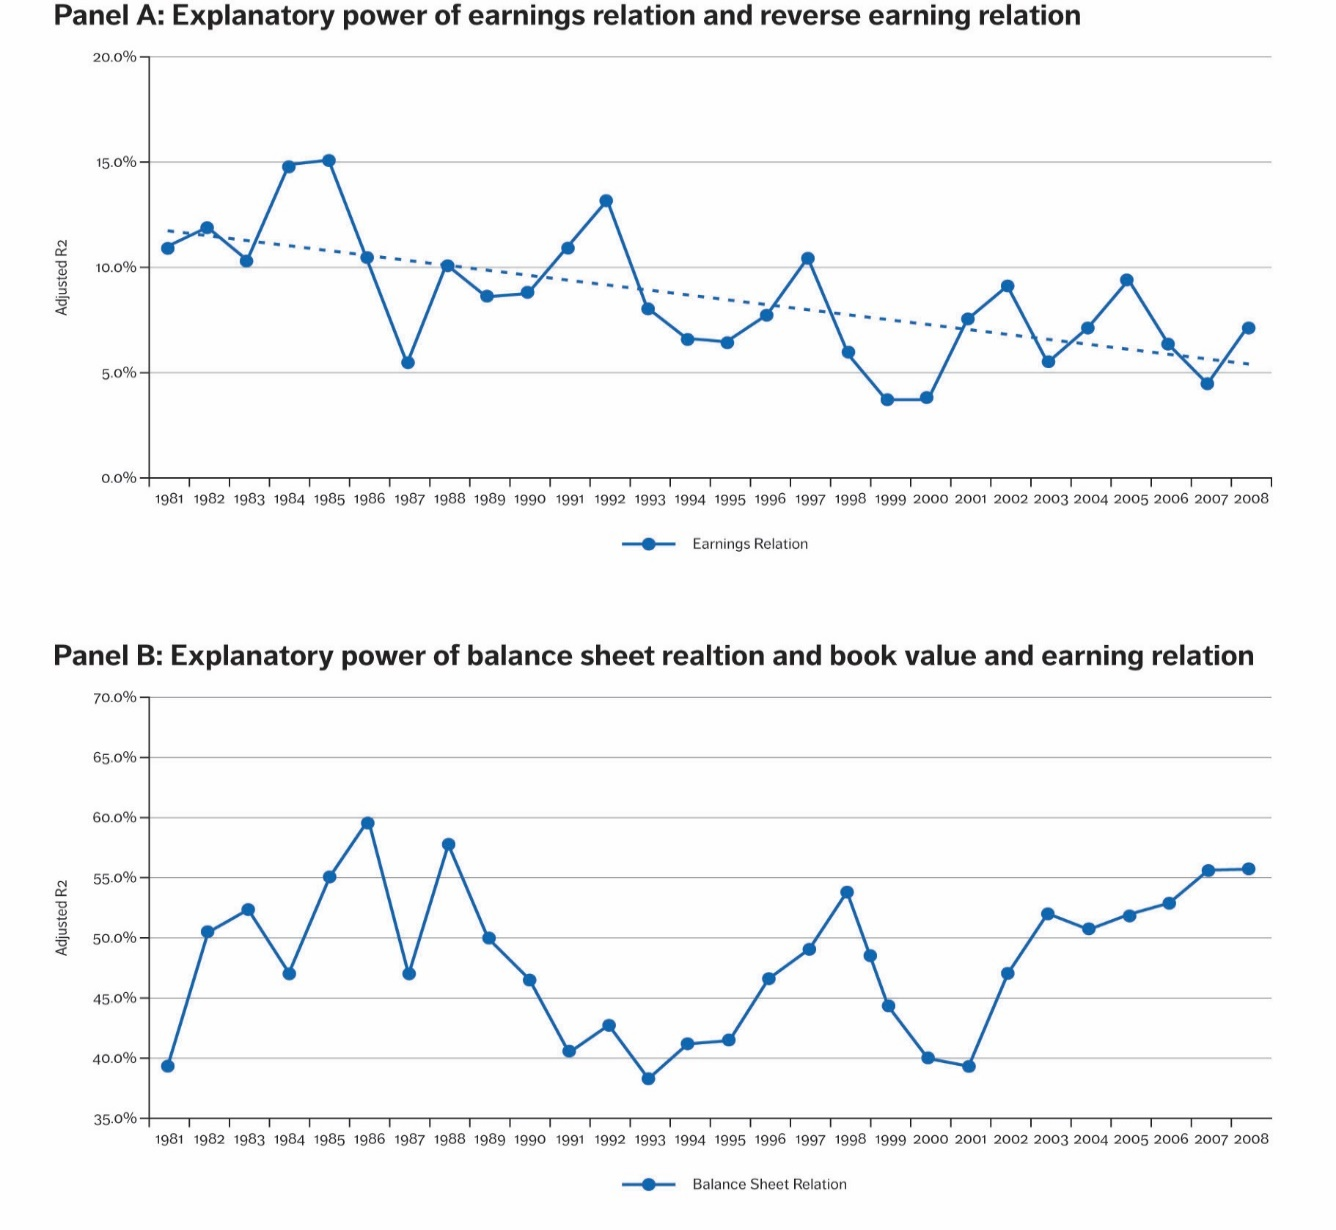 Panel A: Explanatory power of earnings relation and reverse earning relation
20.0%
15.0%
10.0%
5.0%
0.0%
Adjusted R2
1981 1982 1983 1984 1985 1986 1987 1988 1989 1990 1991 1992 1993 1994 1995 1996 1997 1998 1999 2000 2001 2002 2003 2004 2005 2006 2007 2008
Earnings Relation
Panel B: Explanatory power of balance sheet realtion and book value and earning relation
70.0%
65.0%
60.0%
55.0%
50.0%
45.0%
40.0%
35.0%
Adjusted R2
1981 1982 1983 1984 1985 1986 1987 1988 1989 1990 1991 1992 1993 1994 1995 1996 1997 1998 1999 2000 2001 2002 2003 2004 2005 2006 2007 2008
Balance Sheet Relation